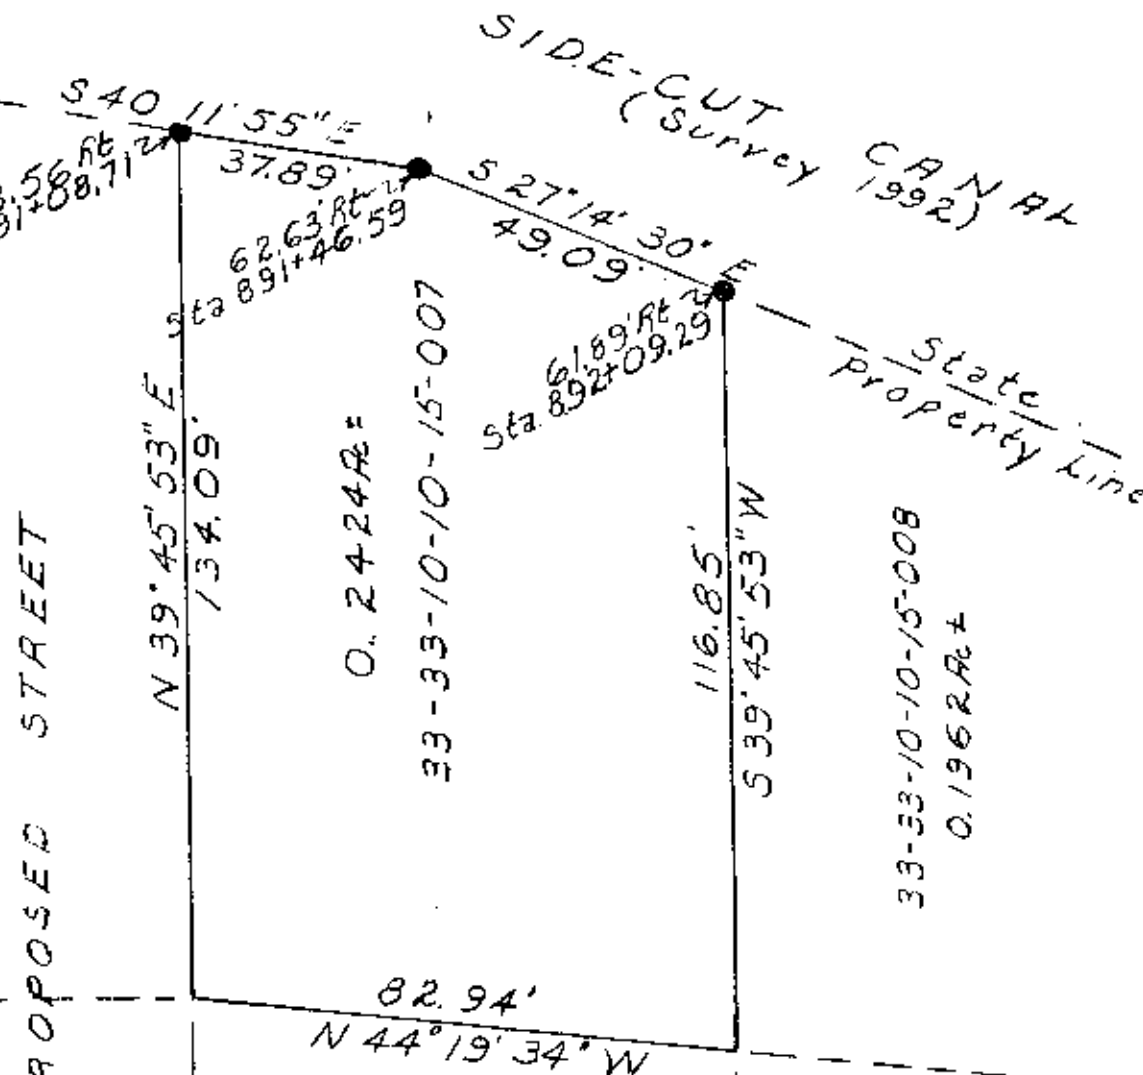 SIDE-CUT CANAL
(Survey 1992)
S 40 11' 55" E
37.89'
S 27° 14' 30" E
49.09'
62.63' Rt
Sta 891+46.59
61.89' Rt
Sta. 892+09.29
State
Property Line
N 39° 45' 53" E
134.09'
0.2424 Ac ±
33-33-10-10-15-007
116.85'
S 39° 45' 53" W
33-33-10-10-15-008
0.1962 Ac ±
STREET
82.94'
N 44° 19' 34" W